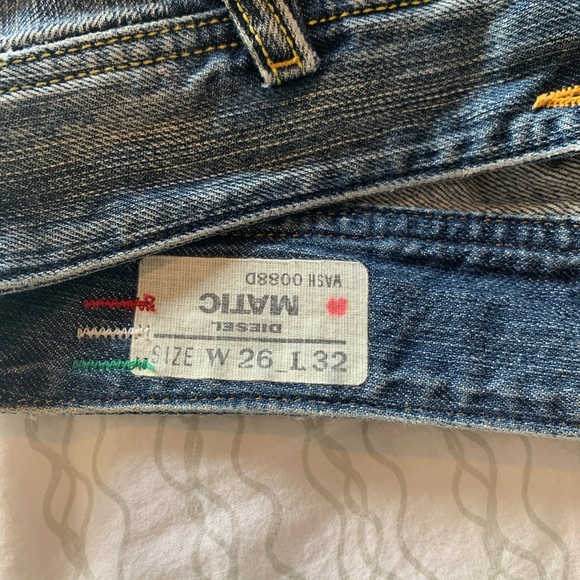 WASH 0088D
MATIC
DIESEL
SIZE W 26 L 32